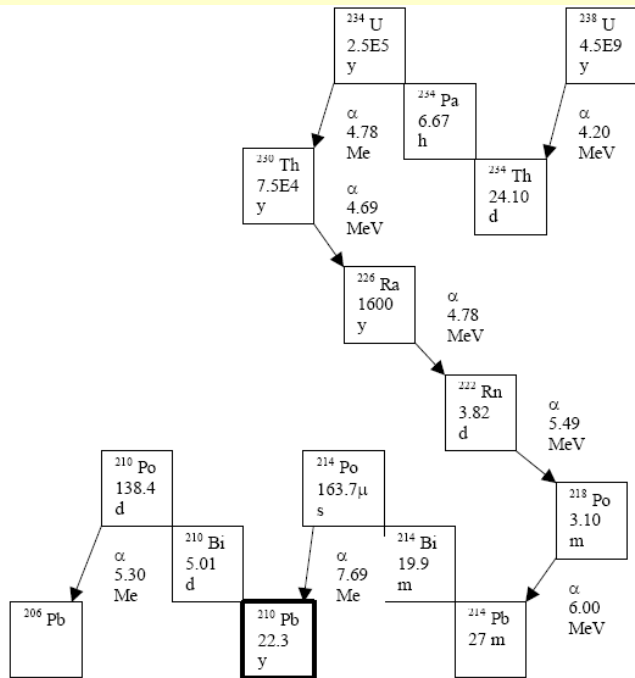 234 U
2.5E5
y
238 U
4.5E9
y
234 Pa
6.67
h
α
4.78
Me
α
4.20
MeV
230 Th
7.5E4
y
234 Th
24.10
d
α
4.69
MeV
226 Ra
1600
y
α
4.78
MeV
222 Rn
3.82
d
α
5.49
MeV
210 Po
138.4
d
214 Po
163.7μ
s
218 Po
3.10
m
210 Bi
5.01
d
214 Bi
19.9
m
α
5.30
Me
α
7.69
Me
α
6.00
MeV
206 Pb
210 Pb
22.3
y
214 Pb
27 m